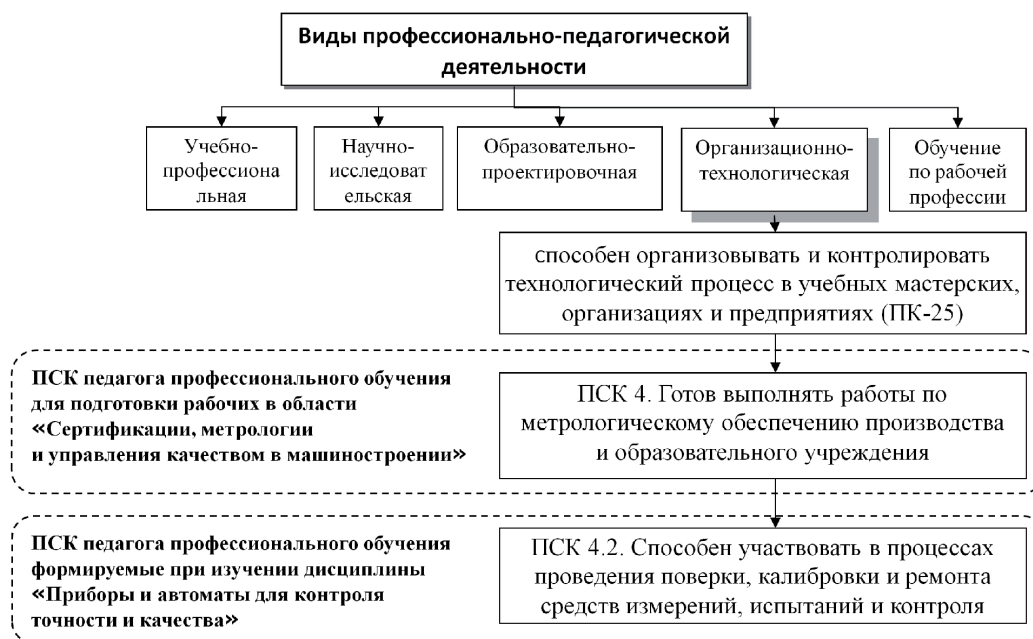 Виды профессионально-педагогической
деятельности
Учебно-
профессиона
льная
Научно-
исследоват
ельская
Образовательно-
проектировочная
Организационно-
технологическая
Обучение
по рабочей
профессии
способен организовывать и контролировать
технологический процесс в учебных мастерских,
организациях и предприятиях (ПК-25)
ПСК педагога профессионального обучения
для подготовки рабочих в области
«Сертификации, метрологии
и управления качеством в машиностроении»
ПСК 4. Готов выполнять работы по
метрологическому обеспечению производства
и образовательного учреждения
ПСК педагога профессионального обучения
формируемые при изучении дисциплины
«Приборы и автоматы для контроля
точности и качества»
ПСК 4.2. Способен участвовать в процессах
проведения поверки, калибровки и ремонта
средств измерений, испытаний и контроля